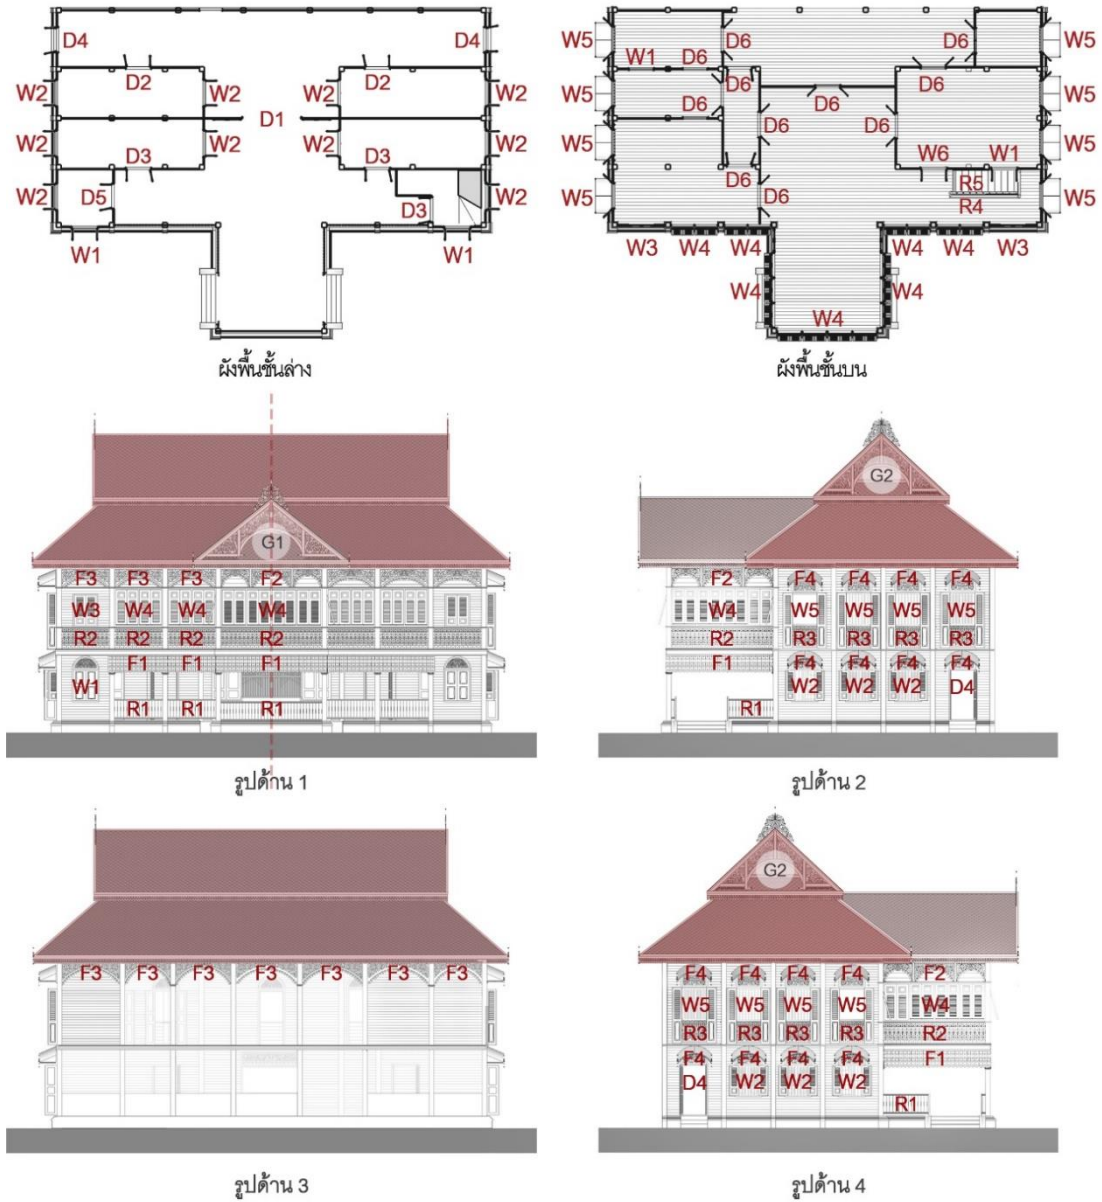 D4 D4
D2 D2
W2 W2 W2 W2
D1
W2 W2 W2 W2
D3 D3
W2 D5 D3 W2
W1 W1
ผังพื้นชั้นล่าง
W5 D6 D6 W5
W1 D6 D6 D6
W5 D6 D6 W5
W5 D6 D6 W5
D6 W6 W1
W5 D6 R5 W5
R4
W3 W4 W4 W4 W4 W3
W4 W4
W4
ผังพื้นชั้นบน
G1
F3 F3 F3 F2
W3 W4 W4 W4
R2 R2 R2 R2
F1 F1 F1
W1
R1 R1 R1
รูปด้าน 1
G2
F2 F4 F4 F4 F4
W4 W5 W5 W5 W5
R2 R3 R3 R3 R3
F1 F4 F4 F4 F4
W2 W2 W2 D4
R1
รูปด้าน 2
F3 F3 F3 F3 F3 F3 F3
รูปด้าน 3
G2
F4 F4 F4 F4 F2
W5 W5 W5 W5 W4
R3 R3 R3 R3 R2
F4 F4 F4 F4 F1
D4 W2 W2 W2
R1
รูปด้าน 4